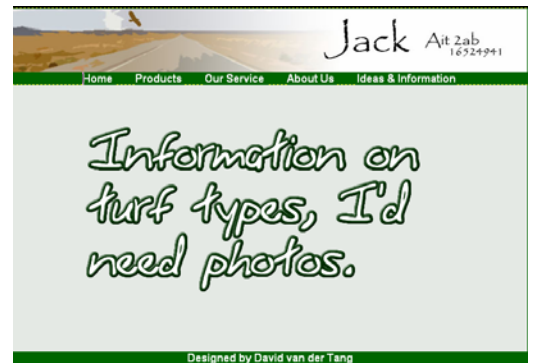 Jack Ait 2ab
16524941
Home Products Our Service About Us Ideas & Information
Information on
turf types, I'd
need photos.
Designed by David van der Tang